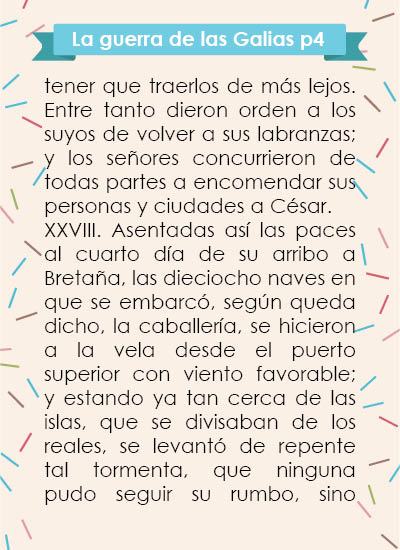 La guerra de las Galias p4
tener que traerlos de más lejos.
Entre tanto dieron orden a los
suyos de volver a sus labranzas;
y los señores concurrieron de
todas partes a encomendar sus
personas y ciudades a César.
XXVIII. Asentadas así las paces
al cuarto día de su arribo a
Bretaña, las dieciocho naves en
que se embarcó, según queda
dicho, la caballería, se hicieron
a la vela desde el puerto
superior con viento favorable;
y estando ya tan cerca de las
islas, que se divisaban de los
reales, se levantó de repente
tal tormenta, que ninguna
pudo seguir su rumbo, sino